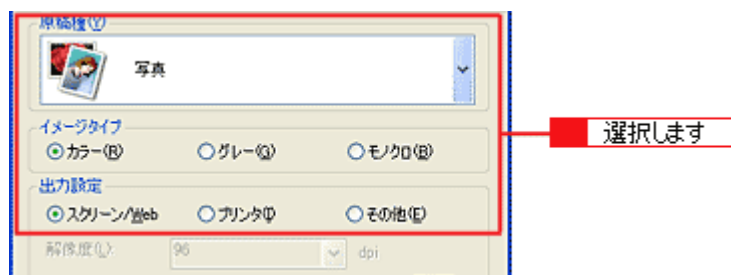 原稿種(Y)
写真
イメージタイプ
カラー(R) グレー(G) モノクロ(B)
選択します
出力設定
スクリーン/Web プリンタ(I) その他(E)
解像度(L): 96 dpi